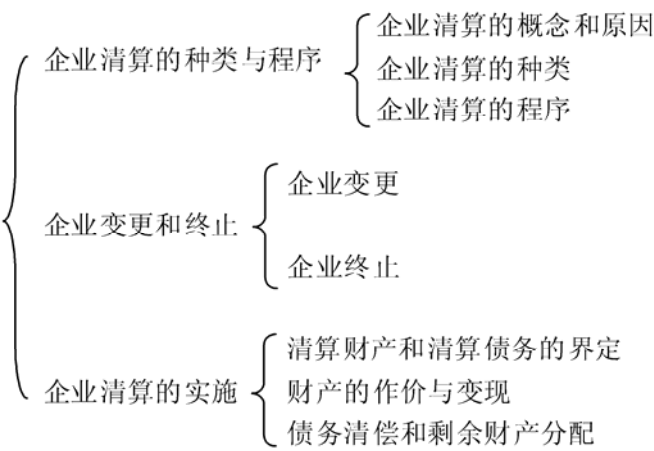 企业清算的种类与程序
企业清算的概念和原因
企业清算的种类
企业清算的程序
企业变更和终止
企业变更
企业终止
企业清算的实施
清算财产和清算债务的界定
财产的作价与变现
债务清偿和剩余财产分配